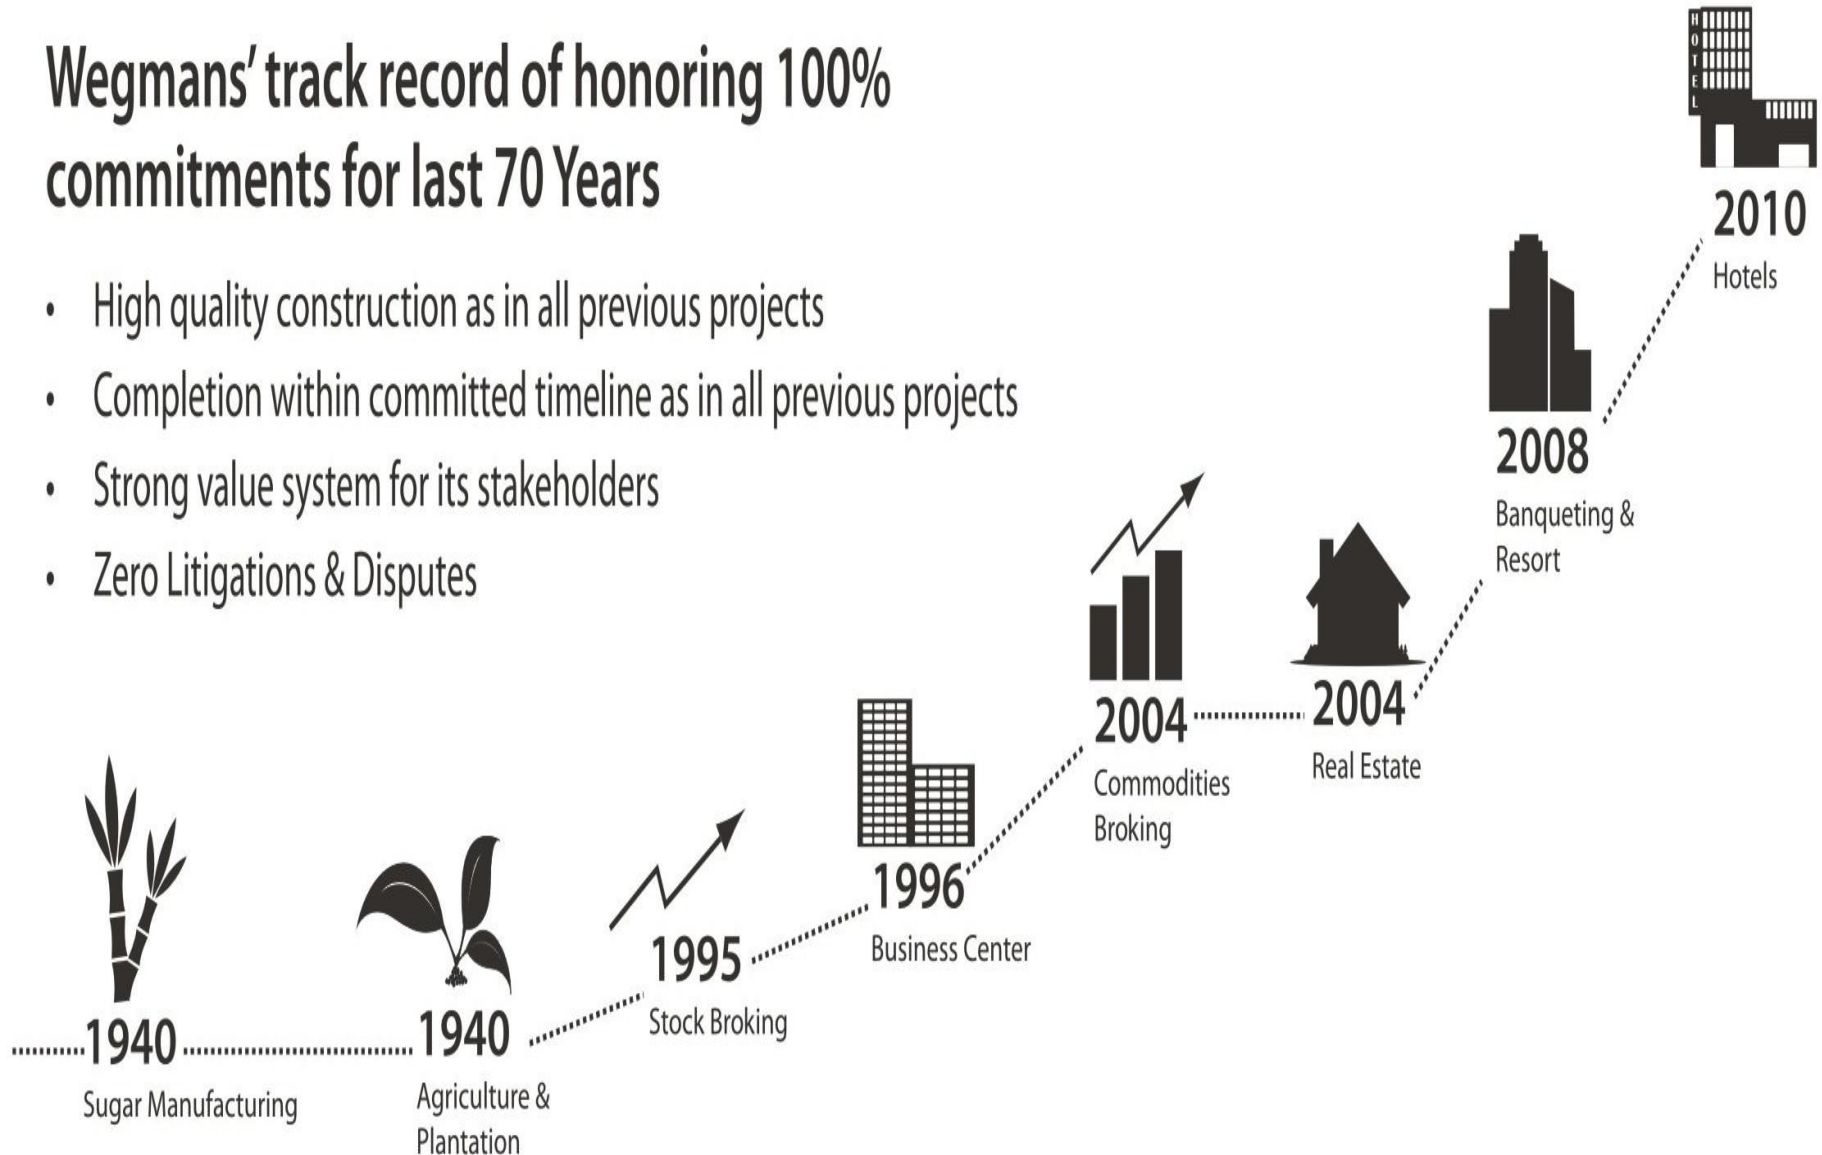 Wegmans’ track record of honoring 100%
commitments for last 70 Years
• High quality construction as in all previous projects
• Completion within committed timeline as in all previous projects
• Strong value system for its stakeholders
• Zero Litigations & Disputes
1940
Sugar Manufacturing
1940
Agriculture &
Plantation
1995
Stock Broking
1996
Business Center
2004
Commodities
Broking
2004
Real Estate
2008
Banqueting &
Resort
HOTEL
2010
Hotels